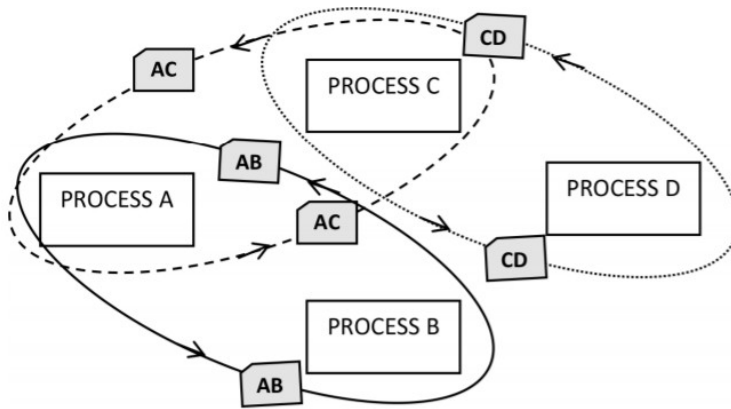 CD
AC
PROCESS C
AB
PROCESS A
PROCESS D
AC
CD
PROCESS B
AB